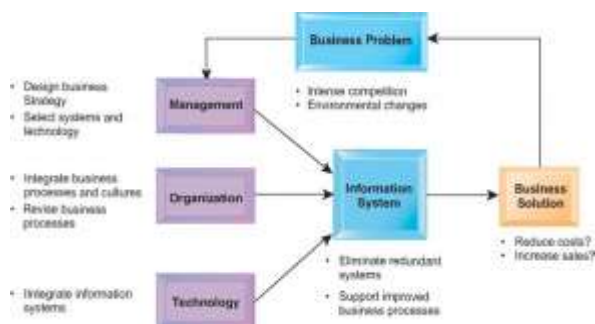 Business Problem
• Intense competition
• Environmental changes
• Design business
Strategy
• Select systems and
technology
Management
• Integrate business
processes and cultures
• Revise business
processes
Organization
Information
System
Business
Solution
• Reduce costs?
• Increase sales?
• Eliminate redundant
systems
• Support improved
business processes
• Iintegrate information
systems
Technology